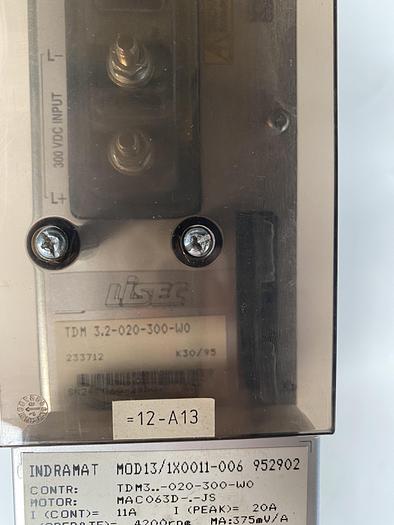 L-
300 VDC INPUT
L+
LiSEC
TDM 3.2-020-300-W0
233712 K30/95
=12-A13
INDRAMAT MOD13/1X0011-006 952902
CONTR: TDM3..-020-300-W0
MOTOR: MAC063D-.-JS
I (CONT)= 11A I (PEAK)= 20A
4200rpm MA:375mV/A